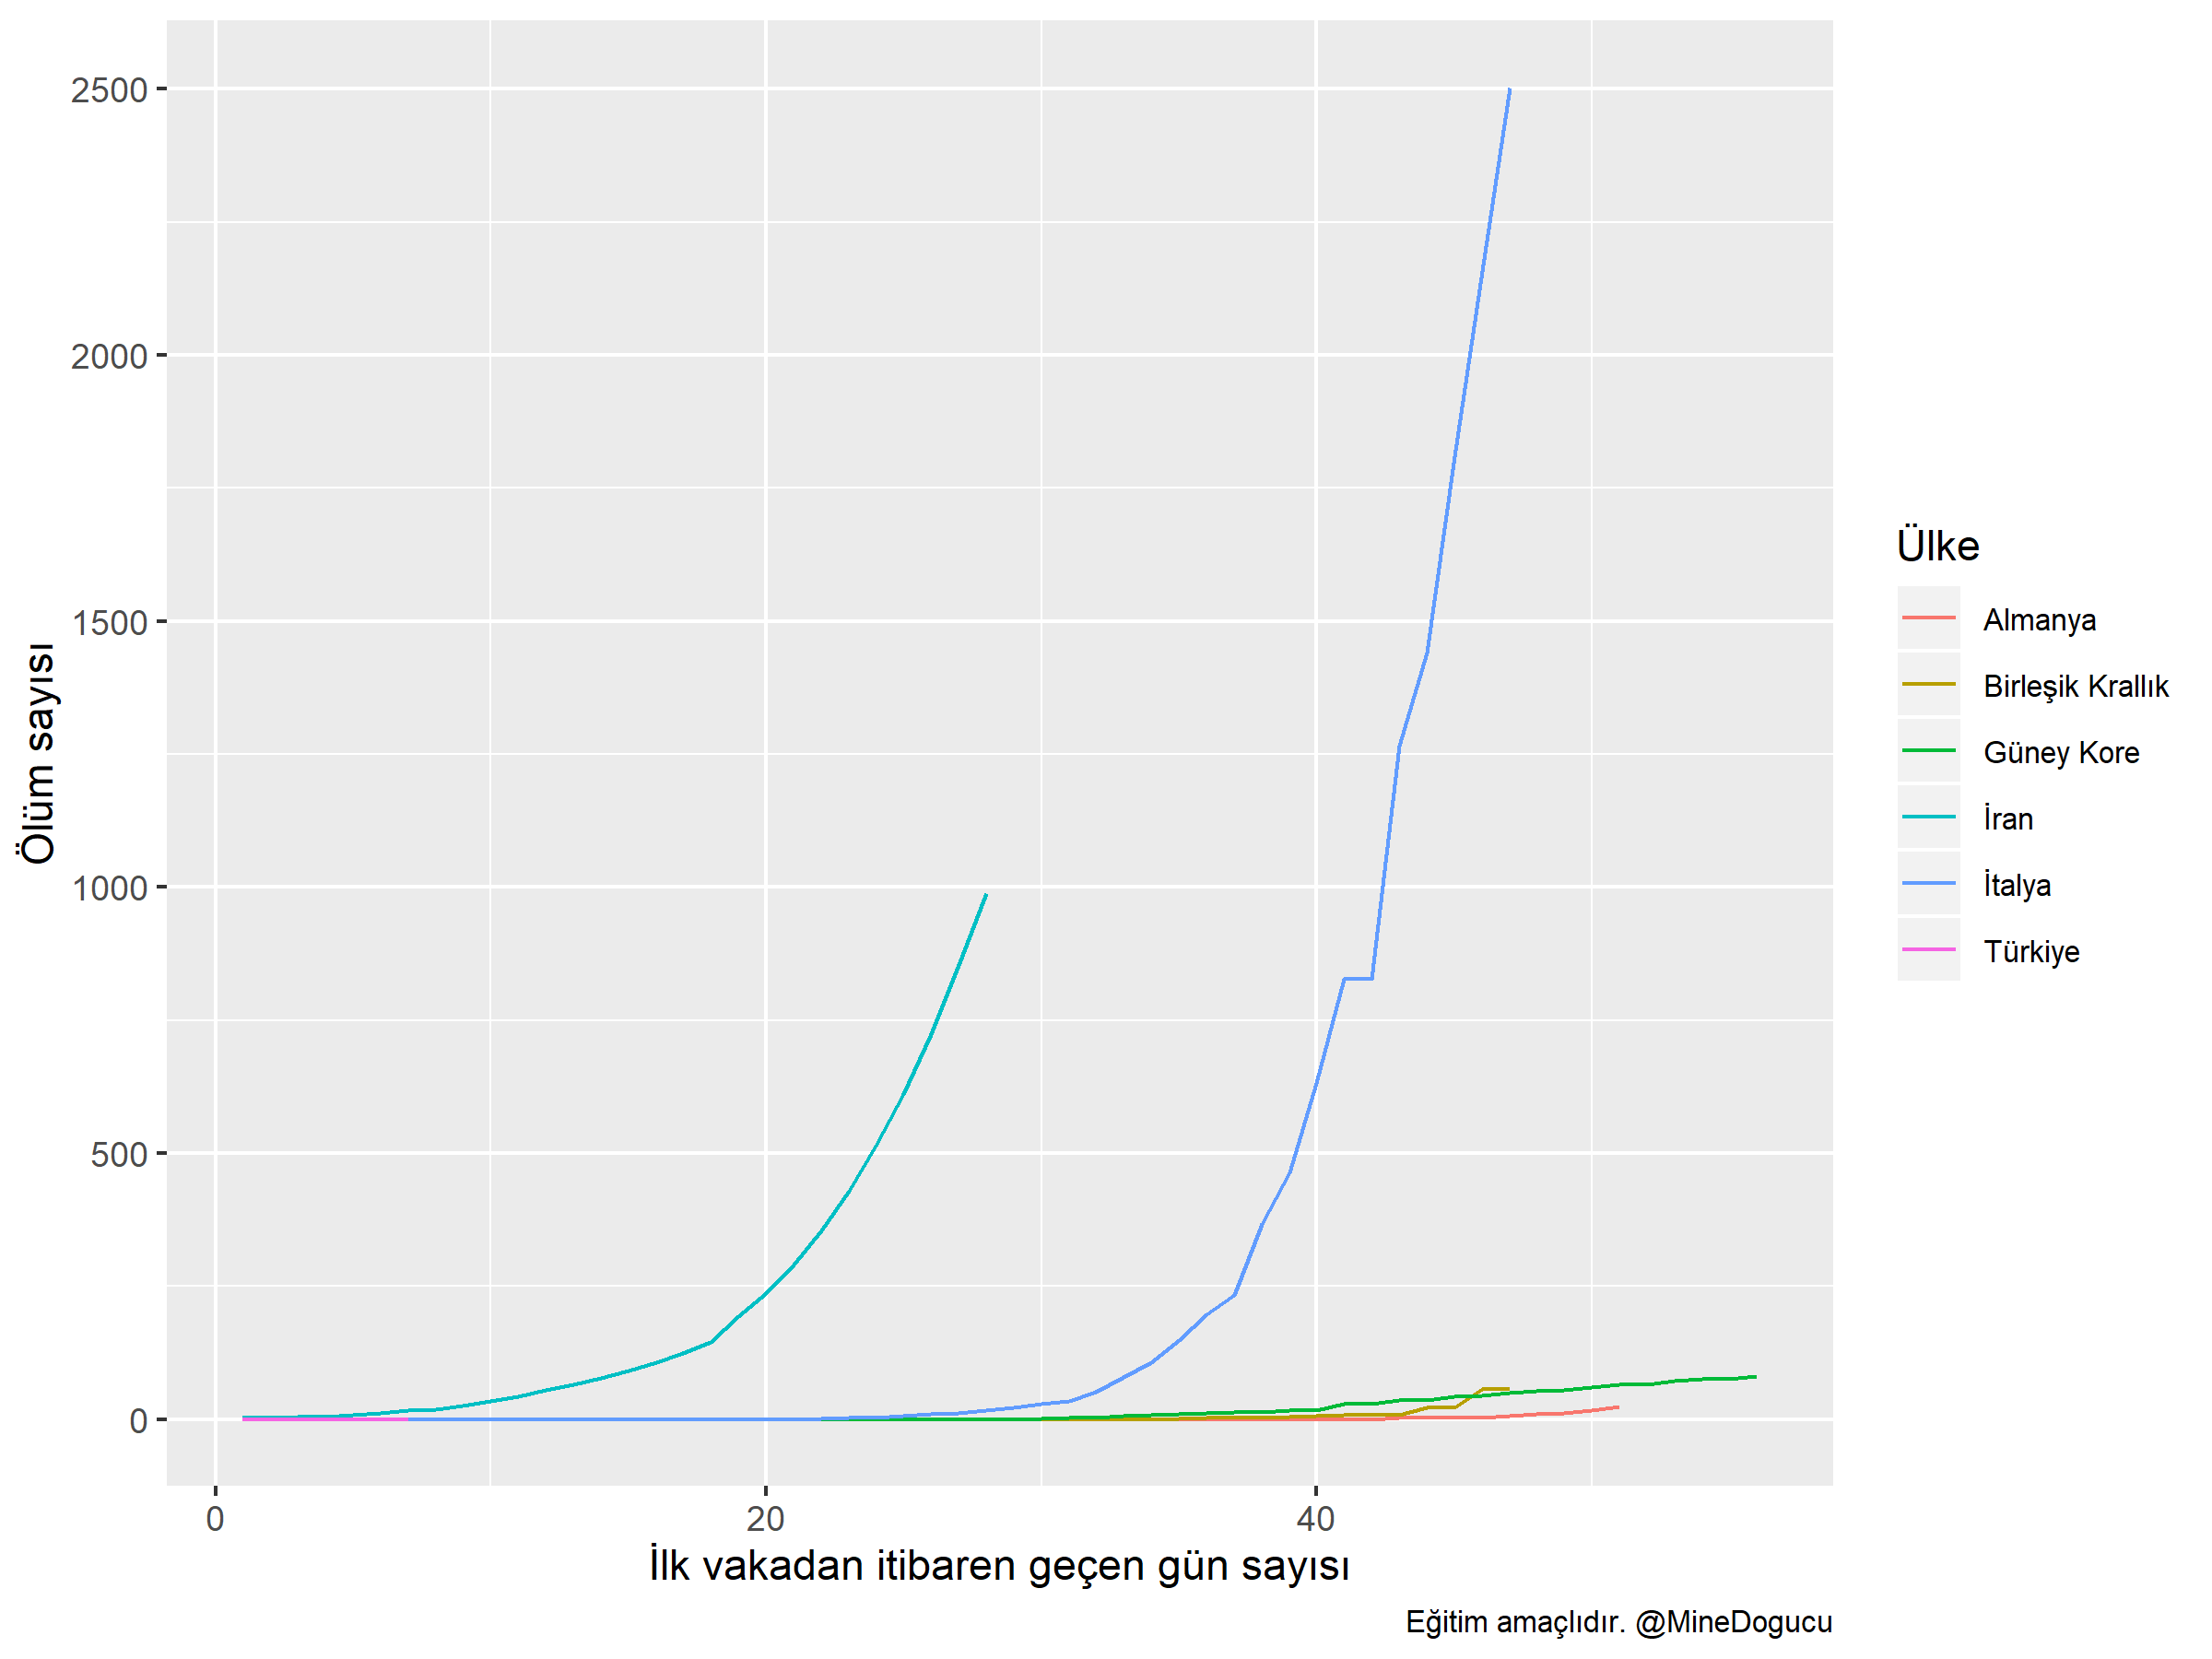 2500
2000
1500
1000
500
0
Ölüm sayısı
0 20 40
İlk vakadan itibaren geçen gün sayısı
Eğitim amaçlıdır. @MineDogucu
Ülke
Almanya
Birleşik Krallık
Güney Kore
İran
İtalya
Türkiye